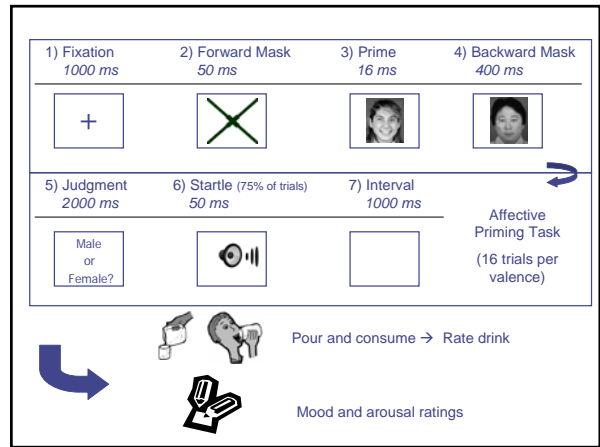 1) Fixation
1000 ms
2) Forward Mask
50 ms
3) Prime
16 ms
4) Backward Mask
400 ms
+
5) Judgment
2000 ms
6) Startle (75% of trials)
50 ms
7) Interval
1000 ms
Male
or
Female?
Affective
Priming Task
(16 trials per
valence)
Pour and consume → Rate drink
Mood and arousal ratings